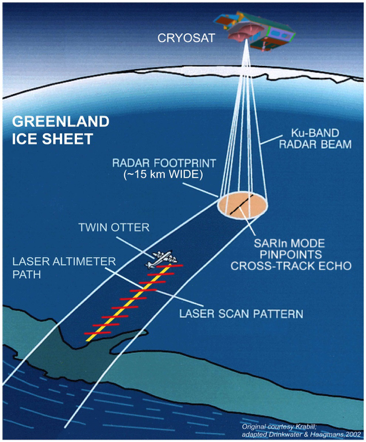 CRYOSAT
GREENLAND
ICE SHEET
Ku-BAND
RADAR BEAM
RADAR FOOTPRINT
(~15 km WIDE)
SARIn MODE
PINPOINTS
CROSS-TRACK ECHO
TWIN OTTER
LASER ALTIMETER
PATH
LASER SCAN PATTERN
Original courtesy Krabill;
adapted Drinkwater & Haagmans,2002